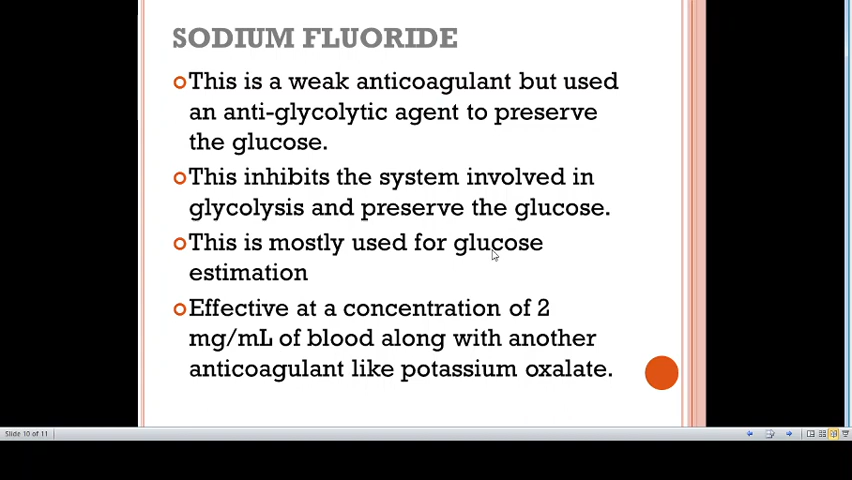 SODIUM FLUORIDE
This is a weak anticoagulant but used
an anti-glycolytic agent to preserve
the glucose.
This inhibits the system involved in
glycolysis and preserve the glucose.
This is mostly used for glucose
estimation
Effective at a concentration of 2
mg/mL of blood along with another
anticoagulant like potassium oxalate.
Slide 10 of 11